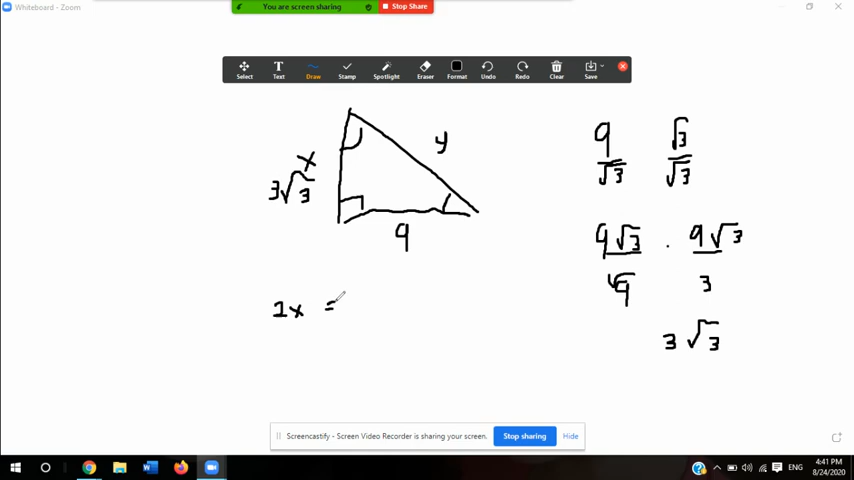 Whiteboard - Zoom
You are screen sharing
Stop Share
Select
Text
Draw
Stamp
Spotlight
Eraser
Format
Undo
Redo
Clear
Save
x
3√3
y
9
9 √3
√3 √3
9√3 . 9√3
√9 3
3√3
2x =
Screencastify - Screen Video Recorder is sharing your screen.
Stop sharing
Hide
ENG
4:41 PM
8/24/2020